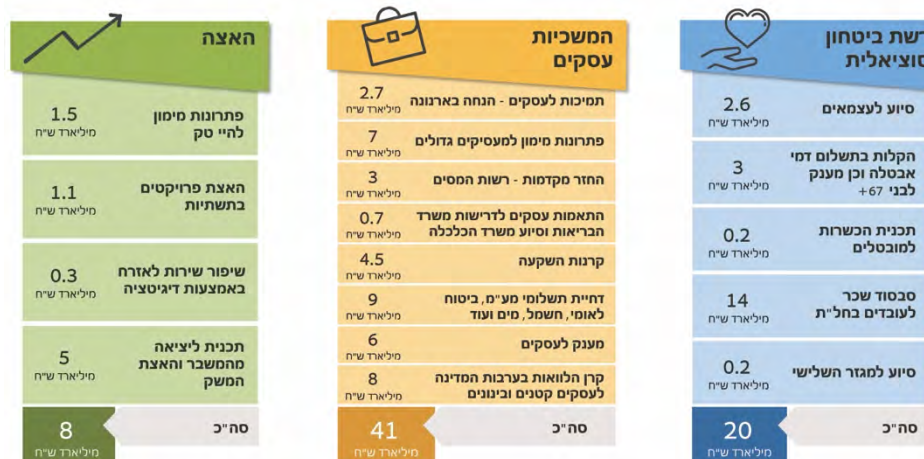 רשת ביטחון
סוציאלית
סיוע לעצמאים
2.6
מיליארד ש"ח
הקלות בתשלום דמי
אבטלה וכן מענק
לבני 67+
3
מיליארד ש"ח
תכנית הכשרות
למובטלים
0.2
מיליארד ש"ח
סבסוד שכר
לעובדים בחל"ת
14
מיליארד ש"ח
סיוע למגזר השלישי
0.2
מיליארד ש"ח
סה"כ
20
מיליארד ש"ח
המשכיות
עסקים
תמיכות לעסקים - הנחה בארנונה
2.7
מיליארד ש"ח
פתרונות מימון למעסיקים גדולים
7
מיליארד ש"ח
החזר מקדמות - רשות המסים
3
מיליארד ש"ח
התאמות עסקים לדרישות משרד
הבריאות וסיוע משרד הכלכלה
0.7
מיליארד ש"ח
קרנות השקעה
4.5
מיליארד ש"ח
דחיית תשלומי מע"מ, ביטוח
לאומי, חשמל, מים ועוד
9
מיליארד ש"ח
מענק לעסקים
6
מיליארד ש"ח
קרן הלוואות בערבות המדינה
לעסקים קטנים ובינונים
8
מיליארד ש"ח
סה"כ
41
מיליארד ש"ח
האצה
פתרונות מימון
להיי טק
1.5
מיליארד ש"ח
האצת פרויקטים
בתשתיות
1.1
מיליארד ש"ח
שיפור שירות לאזרח
באמצעות דיגיטציה
0.3
מיליארד ש"ח
תכנית ליציאה
מהמשבר והאצת
המשק
5
מיליארד ש"ח
סה"כ
8
מיליארד ש"ח